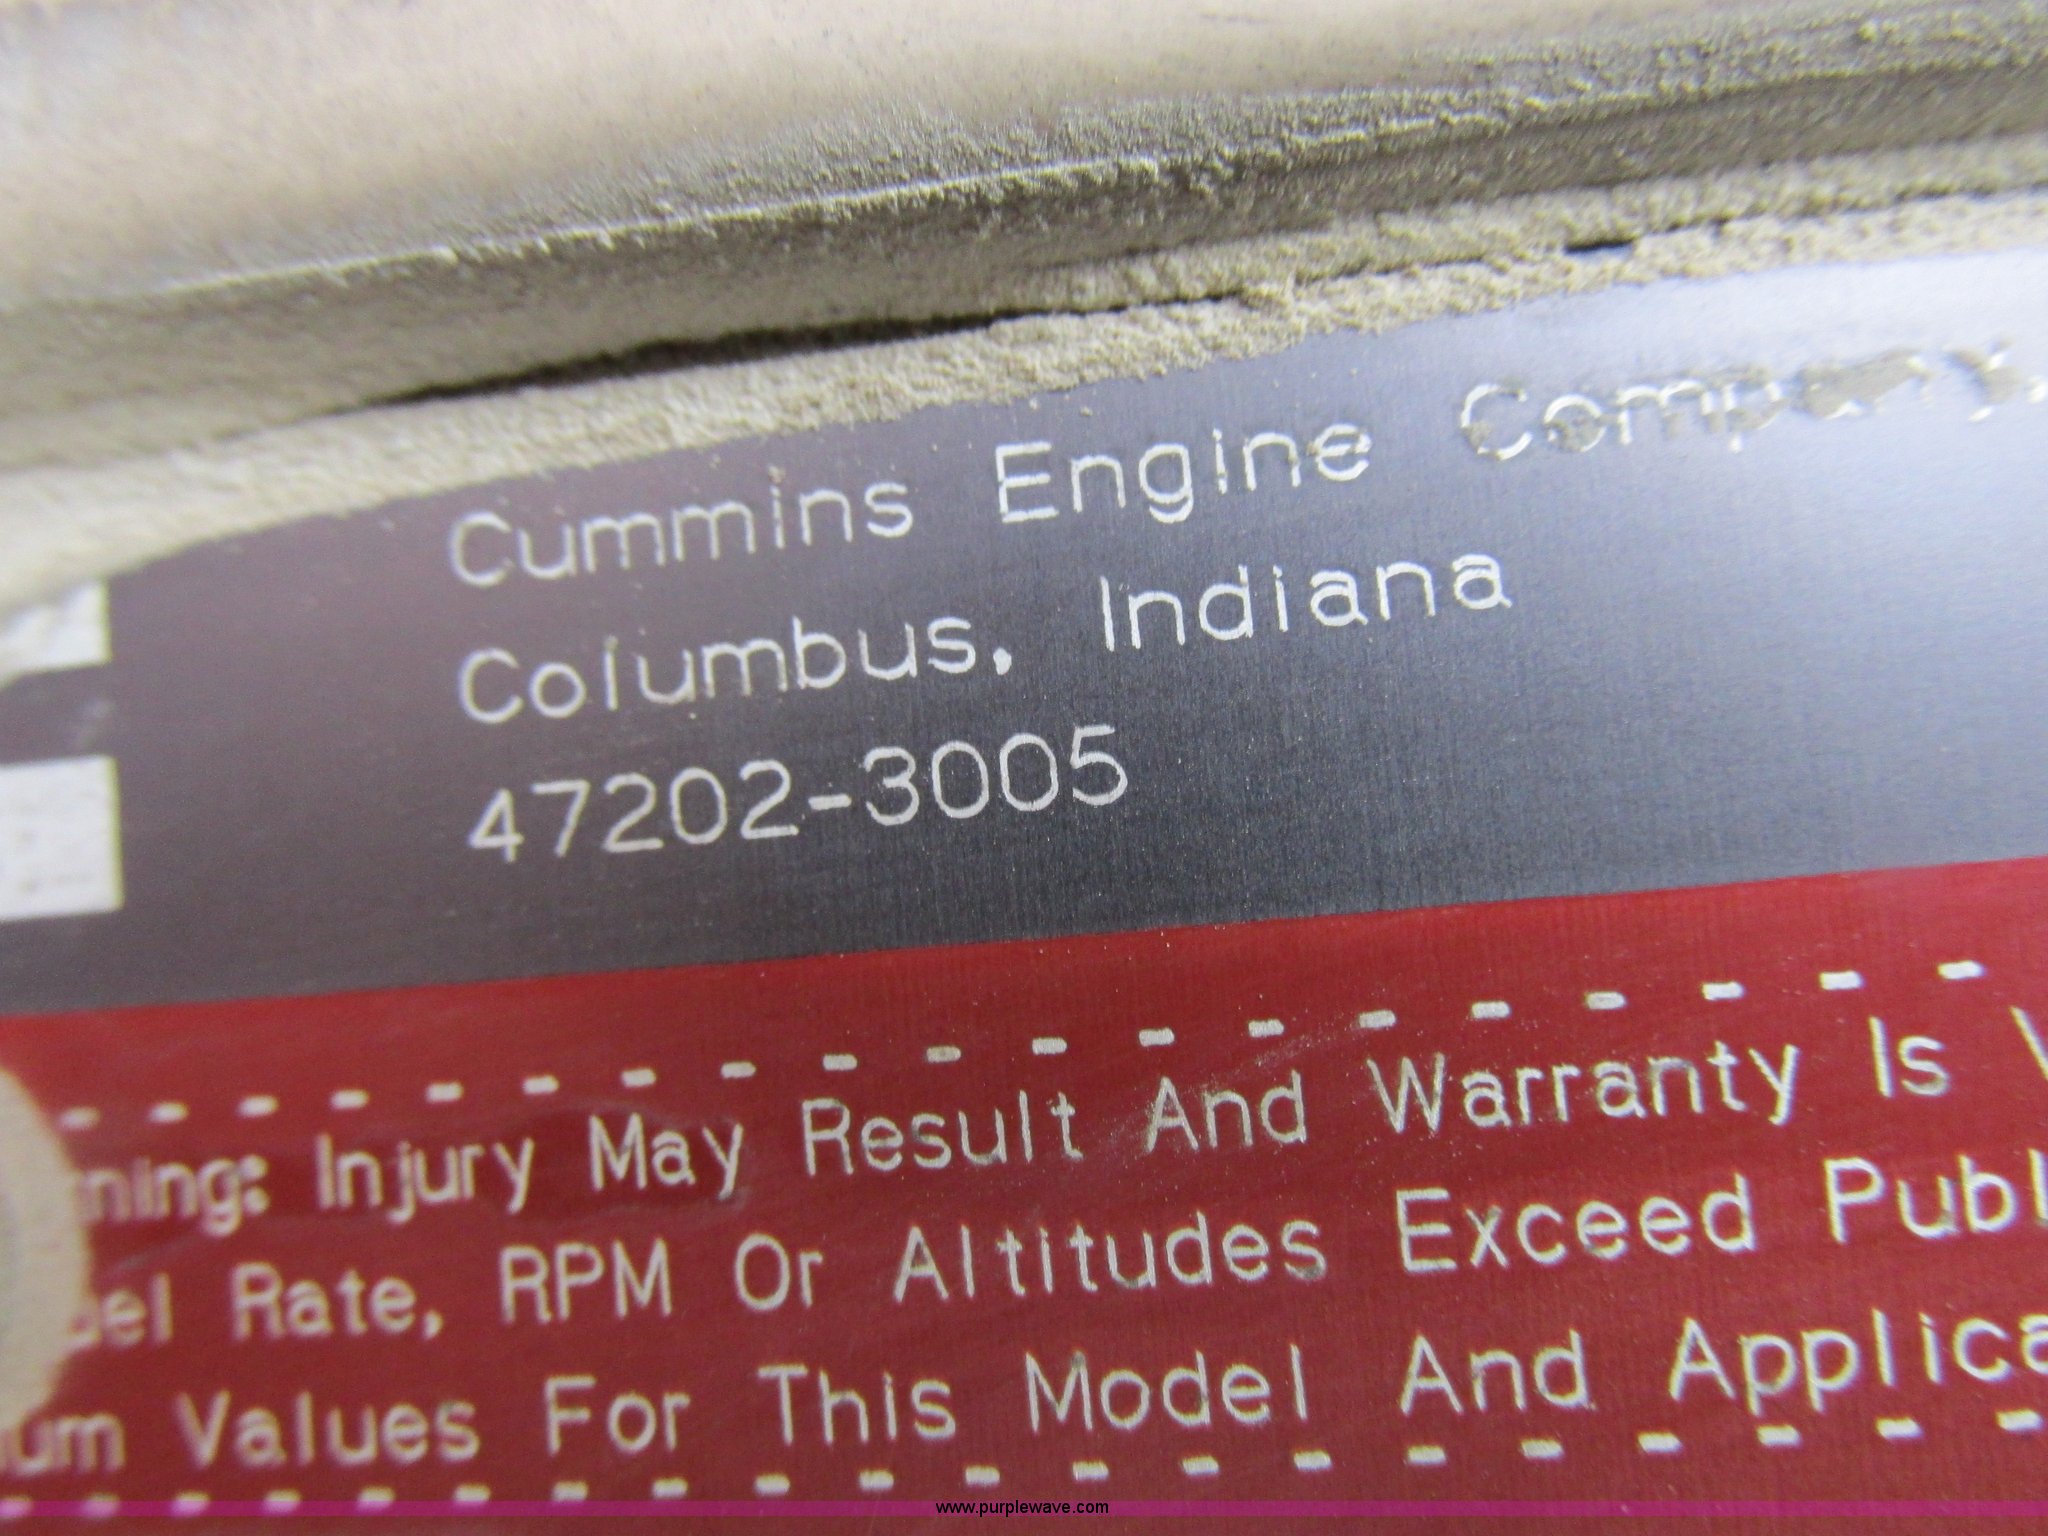 Cummins Engine Company,
Columbus, Indiana
47202-3005
Injury May Result And Warranty Is
Rate, RPM Or Altitudes Exceed
Values For This Model And
www.purplewave.com